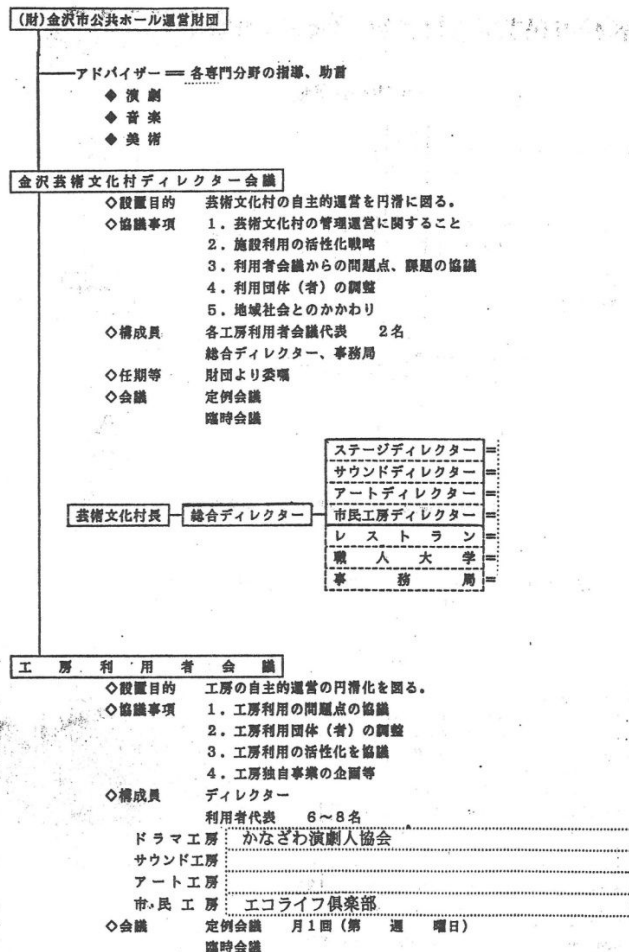 (財)金沢市公共ホール運営財団
アドバイザー == 各専門分野の指導、助言
◆ 演劇
◆ 音楽
◆ 美術
金沢芸術文化村ディレクター会議
◇設置目的 芸術文化村の自主的運営を円滑に図る。
◇協議事項 1．芸術文化村の管理運営に関すること
2．施設利用の活性化戦略
3．利用者会議からの問題点、課題の協議
4．利用団体（者）の調整
5．地域社会とのかかわり
◇構成員 各工房利用者会議代表 2名
総合ディレクター、事務局
◇任期等 財団より委嘱
◇会議 定例会議
臨時会議
ステージディレクター =
サウンドディレクター =
アートディレクター =
芸術文化村長 総合ディレクター 市民工房ディレクター =
レストラン =
職人大学 =
事務局 =
工房利用者会議
◇設置目的 工房の自主的運営の円滑化を図る。
◇協議事項 1．工房利用の問題点の協議
2．工房利用団体（者）の調整
3．工房利用の活性化を協議
4．工房独自事業の企画等
◇構成員 ディレクター
利用者代表 6～8名
ドラマ工房 かなざわ演劇人協会
サウンド工房
アート工房
市民工房 エコライフ倶楽部
◇会議 定例会議 月1回（第 週 曜日）
臨時会議